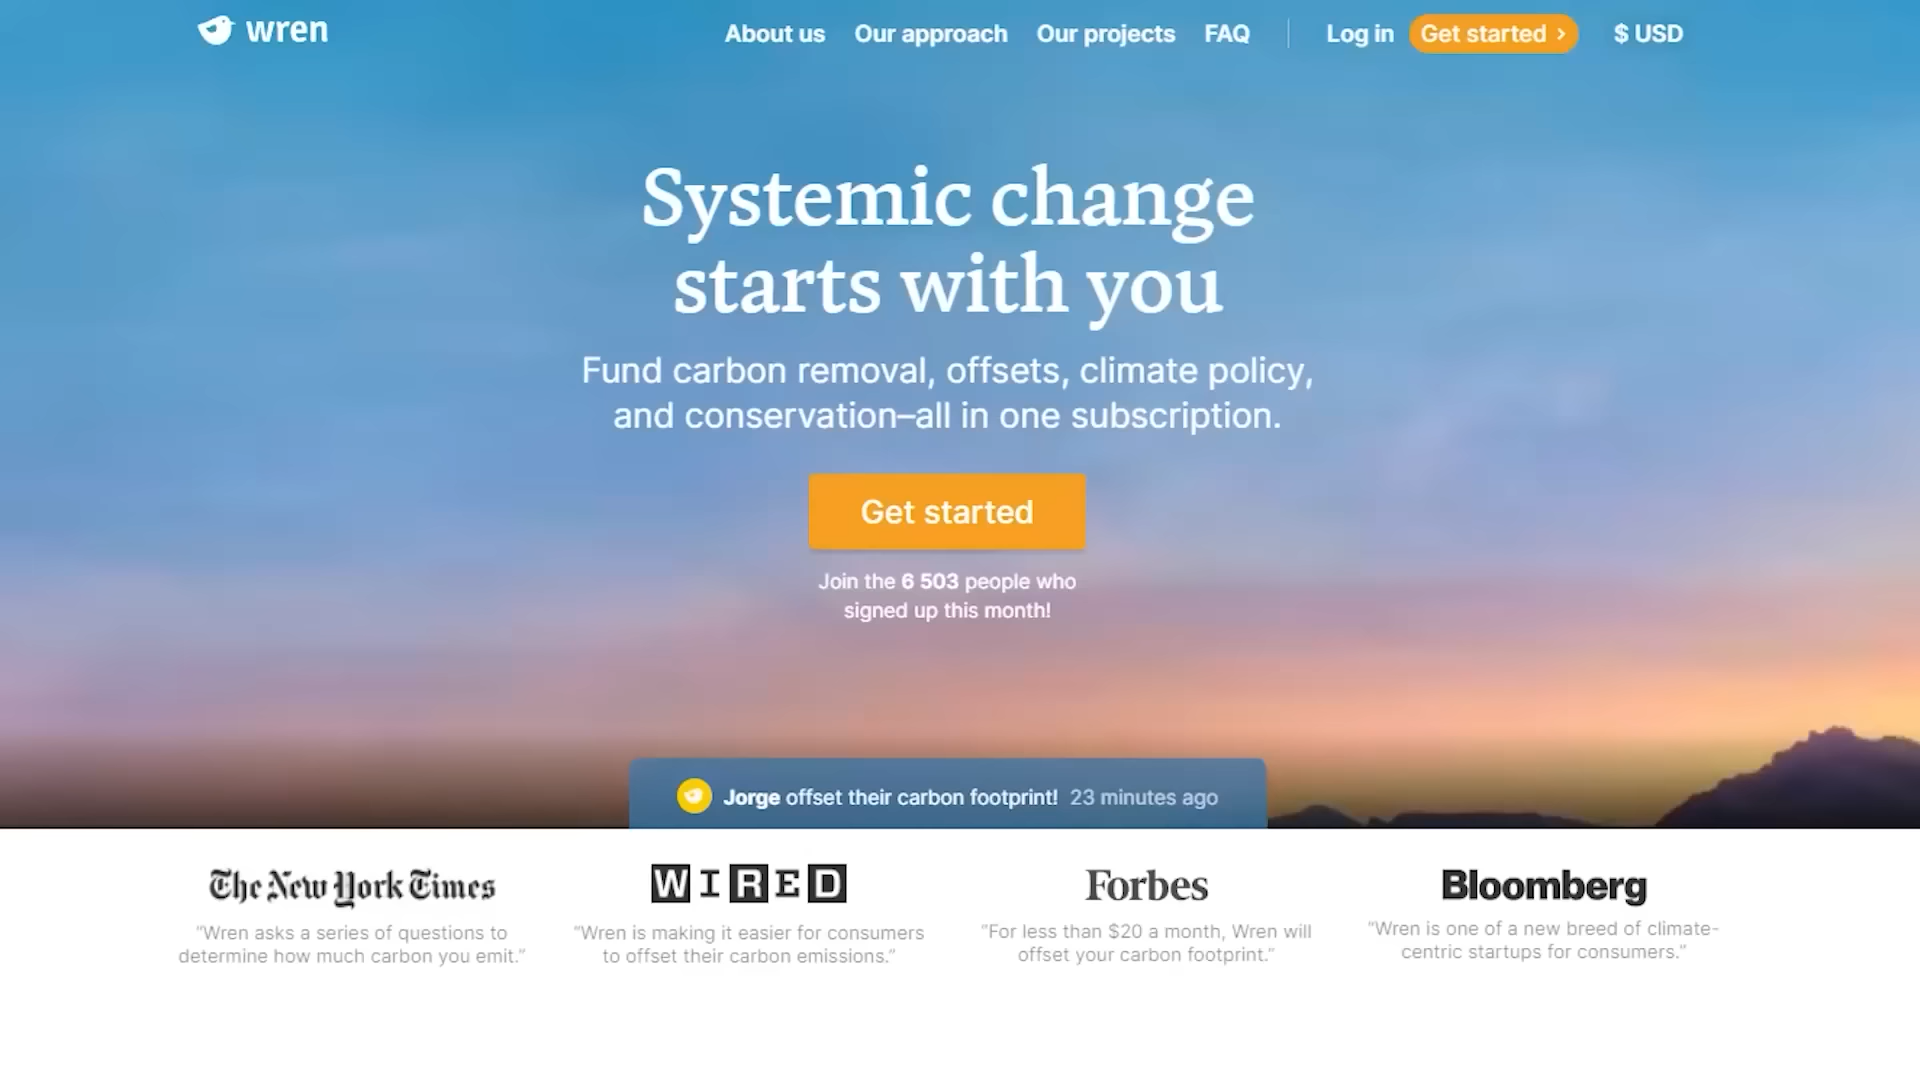 wren
About us
Our approach
Our projects
FAQ
Log in
Get started ›
$ USD
Systemic change
starts with you
Fund carbon removal, offsets, climate policy,
and conservation–all in one subscription.
Get started
Join the 6 503 people who
signed up this month!
Jorge offset their carbon footprint! 23 minutes ago
The New York Times
“Wren asks a series of questions to
determine how much carbon you emit.”
WIRED
“Wren is making it easier for consumers
to offset their carbon emissions.”
Forbes
“For less than $20 a month, Wren will
offset your carbon footprint.”
Bloomberg
“Wren is one of a new breed of climate-
centric startups for consumers.”